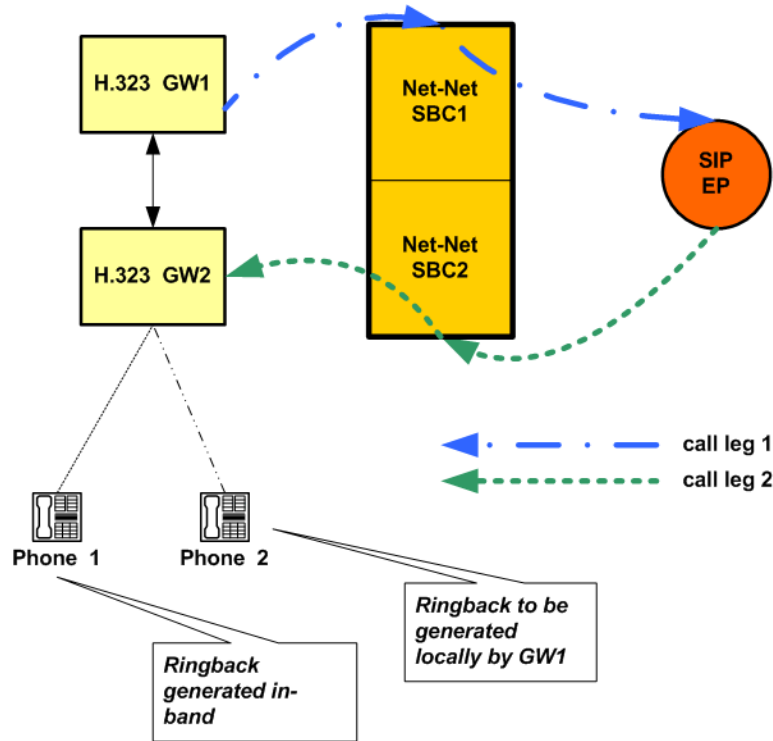 H.323 GW1
Net-Net
SBC1
SIP
EP
H.323 GW2
Net-Net
SBC2
call leg 1
call leg 2
Phone 1
Phone 2
Ringback to be
generated
locally by GW1
Ringback
generated in-
band